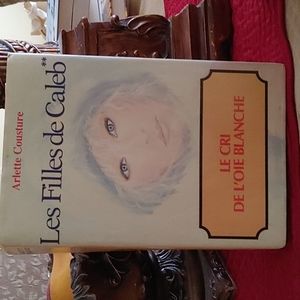 Arlette Cousture
Les Filles de Caleb**
LE CRI
DE L'OIE BLANCHE